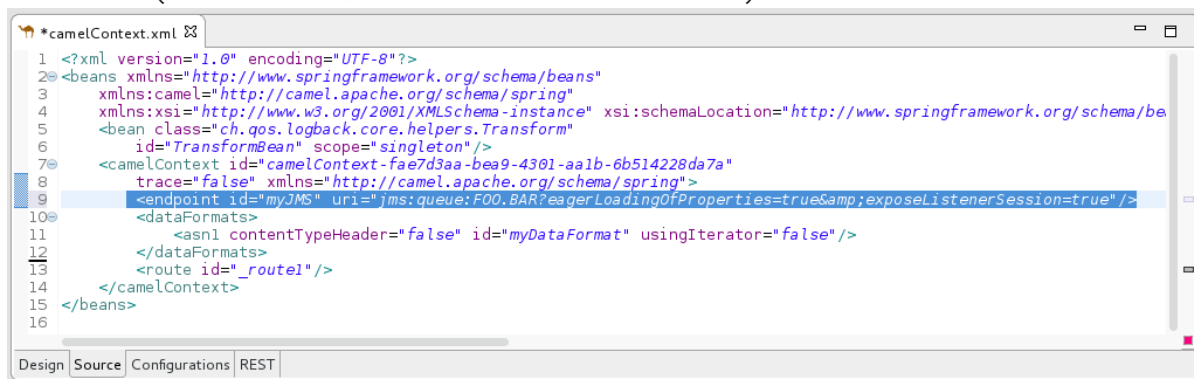 *camelContext.xml
1 <?xml version="1.0" encoding="UTF-8"?>
2 <beans xmlns="http://www.springframework.org/schema/beans"
3 xmlns:camel="http://camel.apache.org/schema/spring"
4 xmlns:xsi="http://www.w3.org/2001/XMLSchema-instance" xsi:schemaLocation="http://www.springframework.org/schema/be
5 <bean class="ch.qos.logback.core.helpers.Transform"
6 id="TransformBean" scope="singleton"/>
7 <camelContext id="camelContext-fae7d3aa-bea9-4301-aa1b-6b514228da7a"
8 trace="false" xmlns="http://camel.apache.org/schema/spring">
9 <endpoint id="myJMS" uri="jms:queue:FOO.BAR?eagerLoadingOfProperties=true&amp;exposeListenerSession=true"/>
10 <dataFormats>
11 <asn1 contentTypeHeader="false" id="myDataFormat" usingIterator="false"/>
12 </dataFormats>
13 <route id="_route1"/>
14 </camelContext>
15 </beans>
16
Design Source Configurations REST